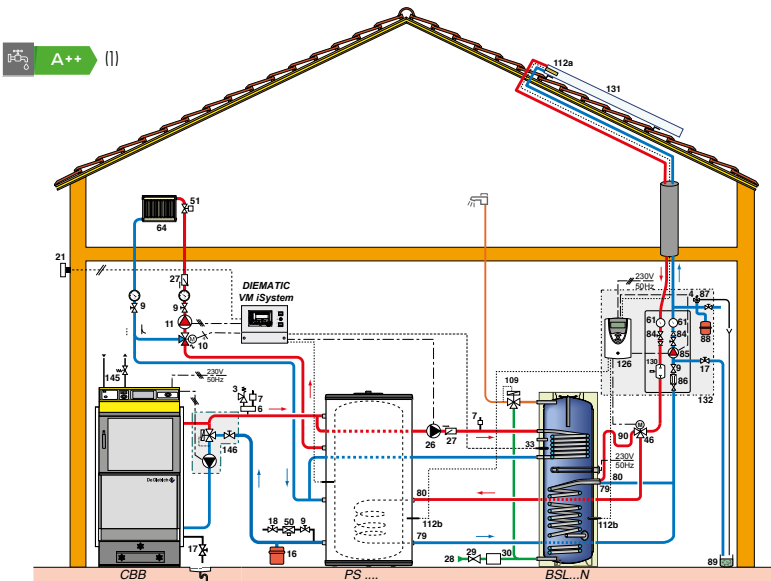 A++ (1)
112a
131
51
64
21
27
9
9
DIEMATIC
VM iSystem
11
10
230V
50Hz
4
87
61
61
84
84
88
85
126
130
9
17
86
132
145
230V
50Hz
3
7
6
109
7
26
27
33
90
M
46
146
De Dietrich
230V
50Hz
80
80
79
112b
112b
18
50
9
79
17
16
28
29
30
89
CBB
PS ....
BSL...N